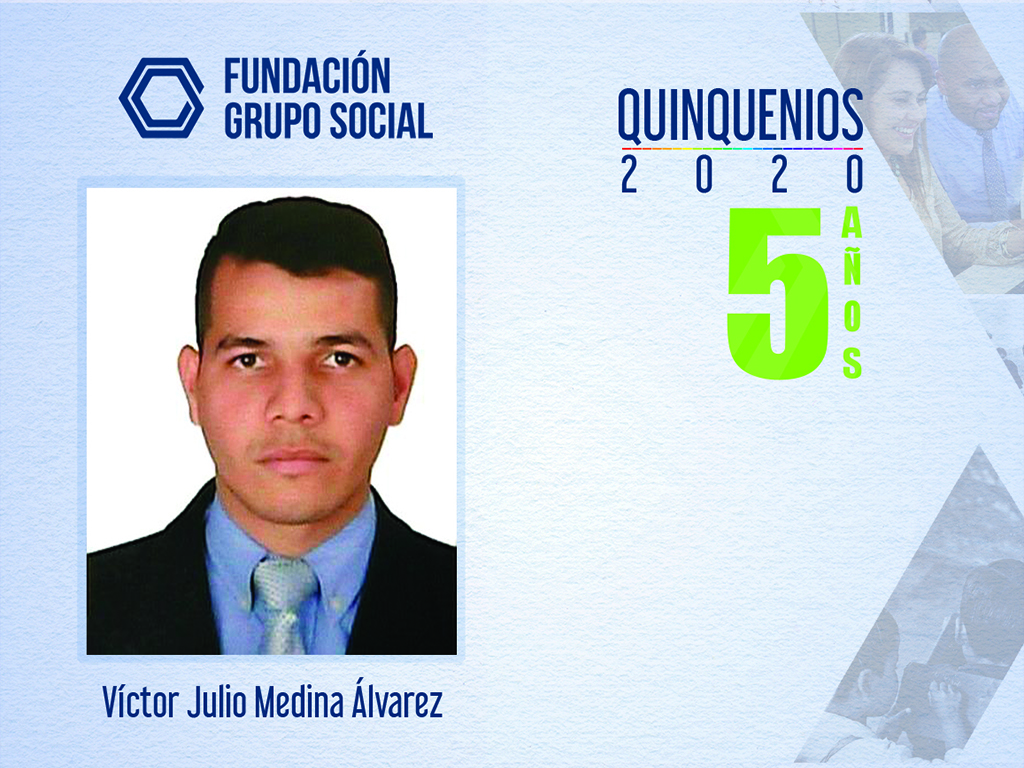 FUNDACIÓN
GRUPO SOCIAL
QUINQUENIOS
2020
5
AÑOS
Víctor Julio Medina Álvarez